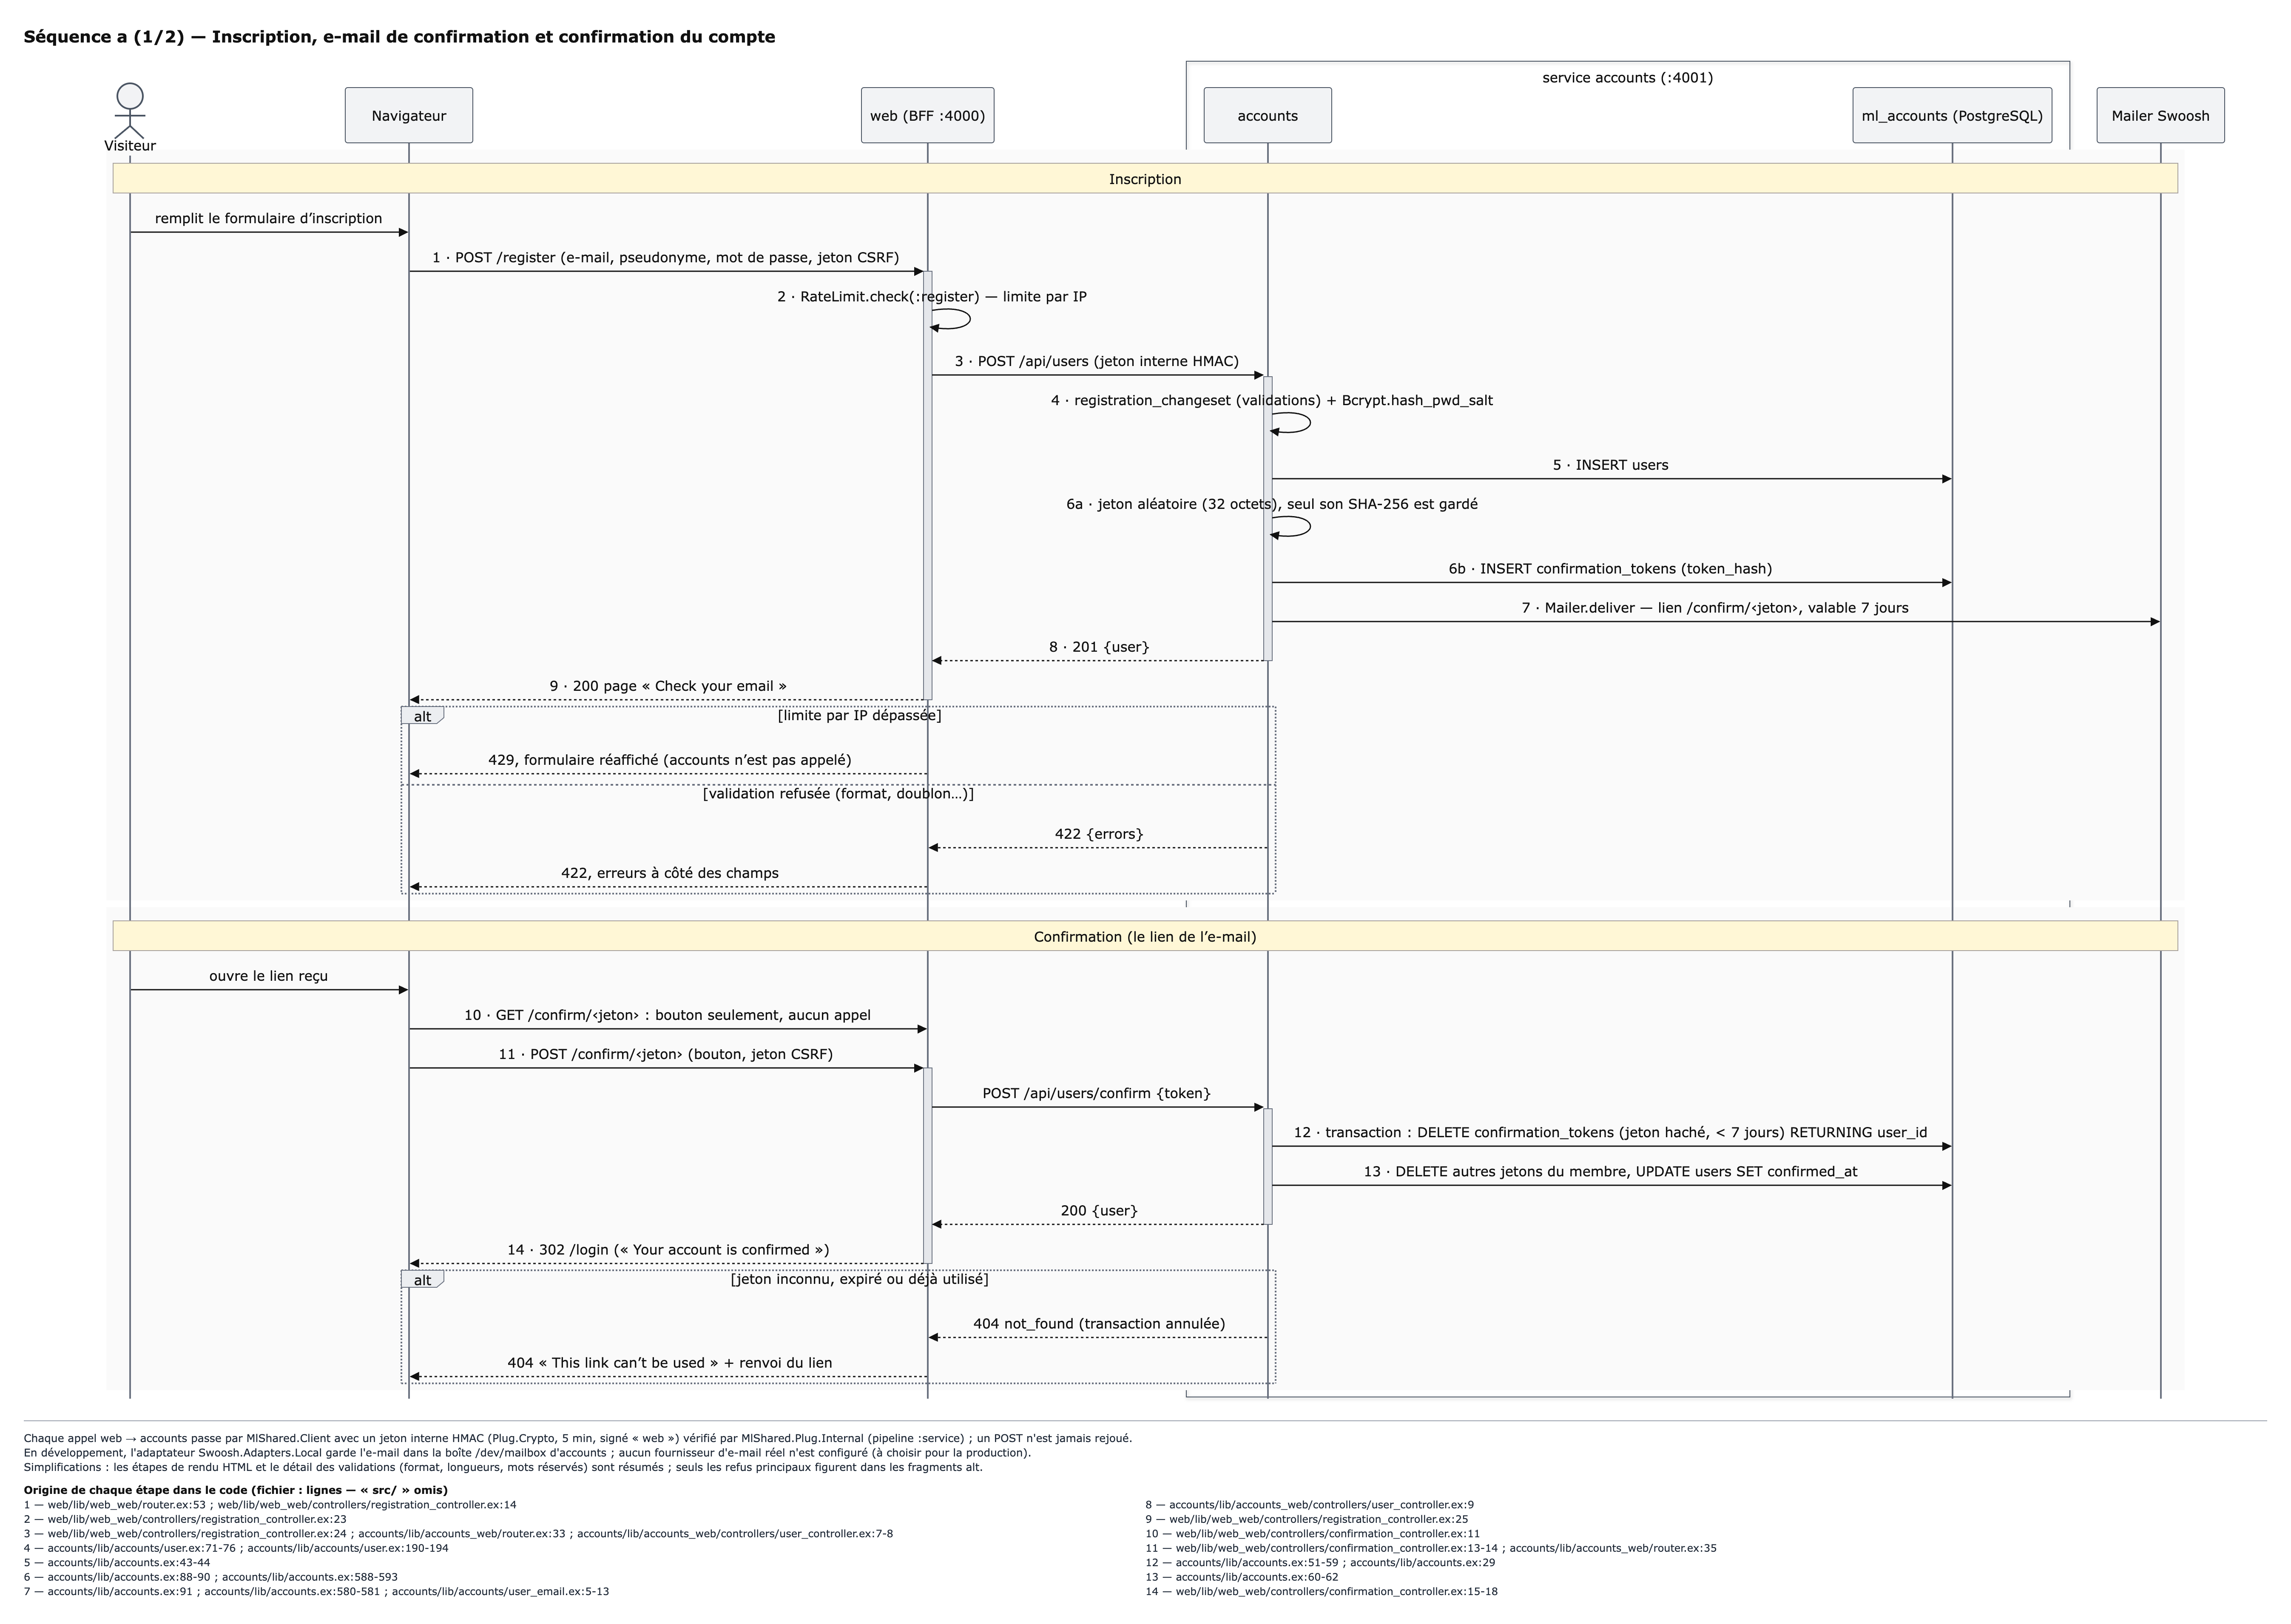 Séquence a (1/2) — Inscription, e-mail de confirmation et confirmation du compte
service accounts (:4001)
Visiteur
Navigateur
web (BFF :4000)
accounts
ml_accounts (PostgreSQL)
Mailer Swoosh
Inscription
remplit le formulaire d’inscription
1 · POST /register (e-mail, pseudonyme, mot de passe, jeton CSRF)
2 · RateLimit.check(:register) — limite par IP
3 · POST /api/users (jeton interne HMAC)
4 · registration_changeset (validations) + Bcrypt.hash_pwd_salt
5 · INSERT users
6a · jeton aléatoire (32 octets), seul son SHA-256 est gardé
6b · INSERT confirmation_tokens (token_hash)
7 · Mailer.deliver — lien /confirm/‹jeton›, valable 7 jours
8 · 201 {user}
9 · 200 page « Check your email »
alt
[limite par IP dépassée]
429, formulaire réaffiché (accounts n’est pas appelé)
[validation refusée (format, doublon…)]
422 {errors}
422, erreurs à côté des champs
Confirmation (le lien de l’e-mail)
ouvre le lien reçu
10 · GET /confirm/‹jeton› : bouton seulement, aucun appel
11 · POST /confirm/‹jeton› (bouton, jeton CSRF)
POST /api/users/confirm {token}
12 · transaction : DELETE confirmation_tokens (jeton haché, < 7 jours) RETURNING user_id
13 · DELETE autres jetons du membre, UPDATE users SET confirmed_at
200 {user}
14 · 302 /login (« Your account is confirmed »)
alt
[jeton inconnu, expiré ou déjà utilisé]
404 not_found (transaction annulée)
404 « This link can’t be used » + renvoi du lien
Chaque appel web → accounts passe par MlShared.Client avec un jeton interne HMAC (Plug.Crypto, 5 min, signé « web ») vérifié par MlShared.Plug.Internal (pipeline :service) ; un POST n'est jamais rejoué.
En développement, l'adaptateur Swoosh.Adapters.Local garde l'e-mail dans la boîte /dev/mailbox d'accounts ; aucun fournisseur d'e-mail réel n'est configuré (à choisir pour la production).
Simplifications : les étapes de rendu HTML et le détail des validations (format, longueurs, mots réservés) sont résumés ; seuls les refus principaux figurent dans les fragments alt.
Origine de chaque étape dans le code (fichier : lignes — « src/ » omis)
1 — web/lib/web_web/router.ex:53 ; web/lib/web_web/controllers/registration_controller.ex:14
2 — web/lib/web_web/controllers/registration_controller.ex:23
3 — web/lib/web_web/controllers/registration_controller.ex:24 ; accounts/lib/accounts_web/router.ex:33 ; accounts/lib/accounts_web/controllers/user_controller.ex:7-8
4 — accounts/lib/accounts/user.ex:71-76 ; accounts/lib/accounts/user.ex:190-194
5 — accounts/lib/accounts.ex:43-44
6 — accounts/lib/accounts.ex:88-90 ; accounts/lib/accounts.ex:588-593
7 — accounts/lib/accounts.ex:91 ; accounts/lib/accounts.ex:580-581 ; accounts/lib/accounts/user_email.ex:5-13
8 — accounts/lib/accounts_web/controllers/user_controller.ex:9
9 — web/lib/web_web/controllers/registration_controller.ex:25
10 — web/lib/web_web/controllers/confirmation_controller.ex:11
11 — web/lib/web_web/controllers/confirmation_controller.ex:13-14 ; accounts/lib/accounts_web/router.ex:35
12 — accounts/lib/accounts.ex:51-59 ; accounts/lib/accounts.ex:29
13 — accounts/lib/accounts.ex:60-62
14 — web/lib/web_web/controllers/confirmation_controller.ex:15-18